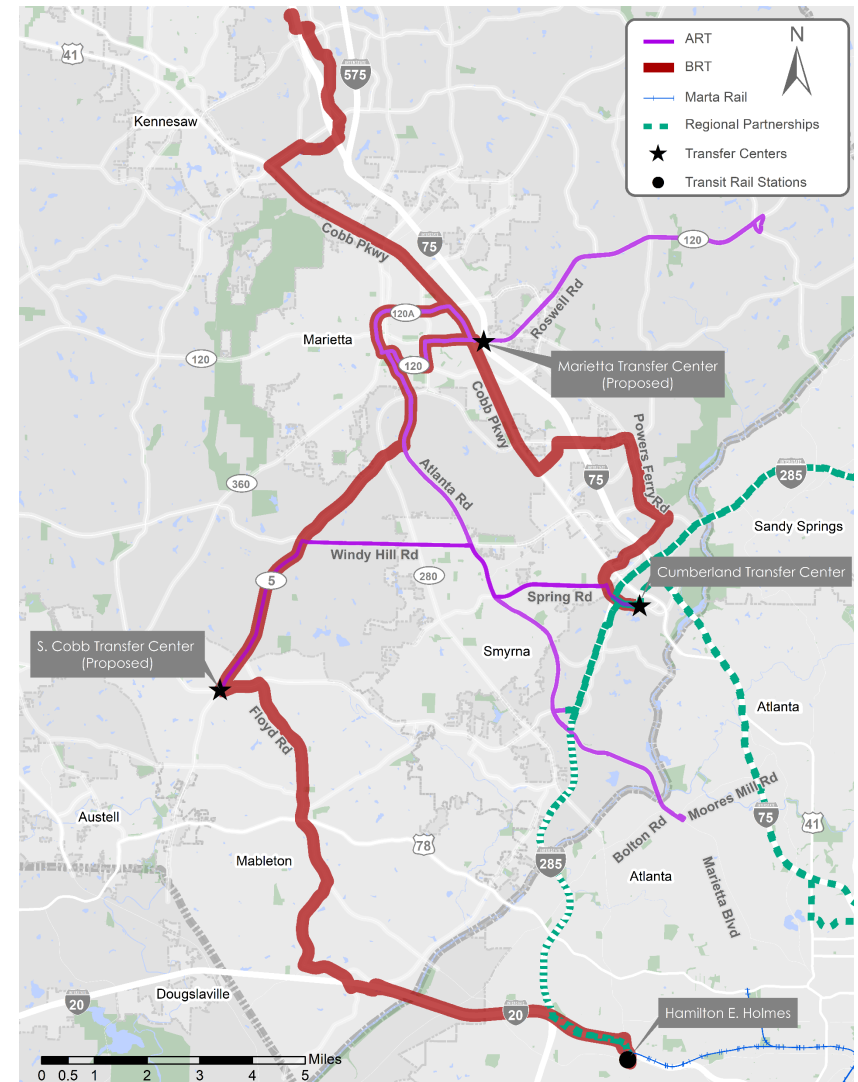 ART
BRT
Marta Rail
Regional Partnerships
Transfer Centers
Transit Rail Stations
N
41
575
Kennesaw
75
Cobb Pkwy
120
Roswell Rd
120A
Marietta
120
120
Marietta Transfer Center
(Proposed)
Cobb Pkwy
Powers Ferry Rd
Atlanta Rd
75
285
360
Sandy Springs
Windy Hill Rd
280
5
Cumberland Transfer Center
Spring Rd
S. Cobb Transfer Center
(Proposed)
Smyrna
Floyd Rd
Atlanta
Moores Mill Rd
Austell
75
41
Bolton Rd
78
Mableton
285
Atlanta
Marietta Blvd
Douglasville
20
20
Hamilton E. Holmes
Miles
0 0.5 1 2 3 4 5